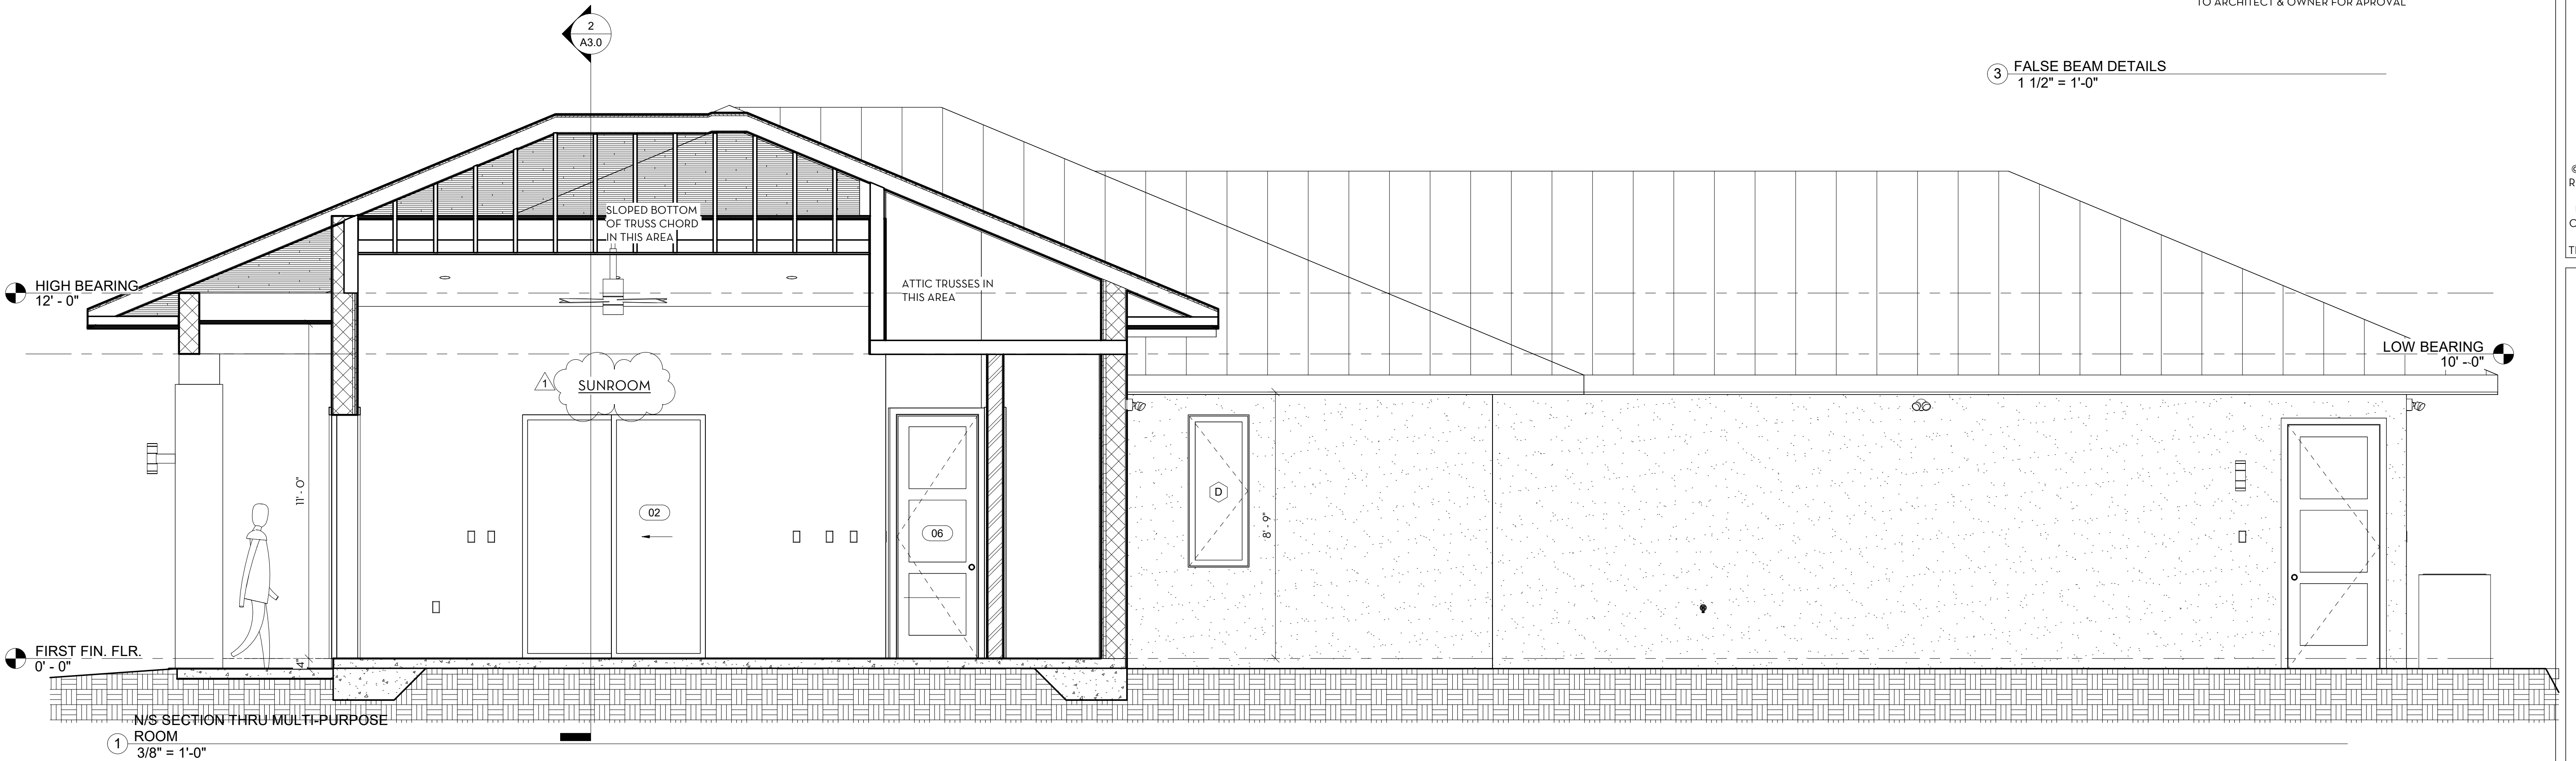 TO ARCHITECT & OWNER FOR APROVAL
2
A3.0
3
FALSE BEAM DETAILS
1 1/2" = 1'-0"
SLOPED BOTTOM
OF TRUSS CHORD
IN THIS AREA
HIGH BEARING
12' - 0"
ATTIC TRUSSES IN
THIS AREA
LOW BEARING
10' - 0"
1
SUNROOM
11' - 0"
02
06
D
8' - 9"
FIRST FIN. FLR.
0' - 0"
4"
1
N/S SECTION THRU MULTI-PURPOSE
ROOM
3/8" = 1'-0"